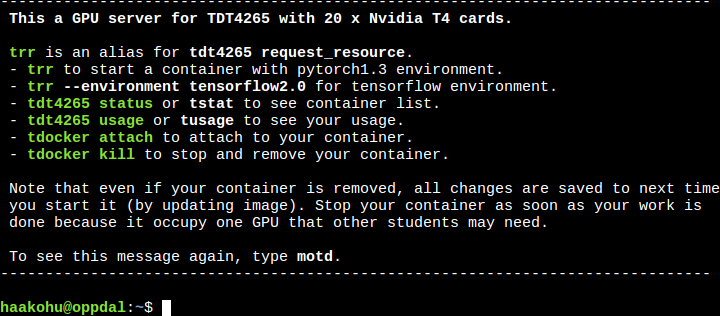 -------------------------------------------------------------------------------
This a GPU server for TDT4265 with 20 x Nvidia T4 cards.
trr is an alias for tdt4265 request_resource.
- trr to start a container with pytorch1.3 environment.
- trr --environment tensorflow2.0 for tensorflow environment.
- tdt4265 status or tstat to see container list.
- tdt4265 usage or tusage to see your usage.
- tdocker attach to attach to your container.
- tdocker kill to stop and remove your container.
Note that even if your container is removed, all changes are saved to next time
you start it (by updating image). Stop your container as soon as your work is
done because it occupy one GPU that other students may need.
To see this message again, type motd.
-------------------------------------------------------------------------------
haakohu@oppdal:~$